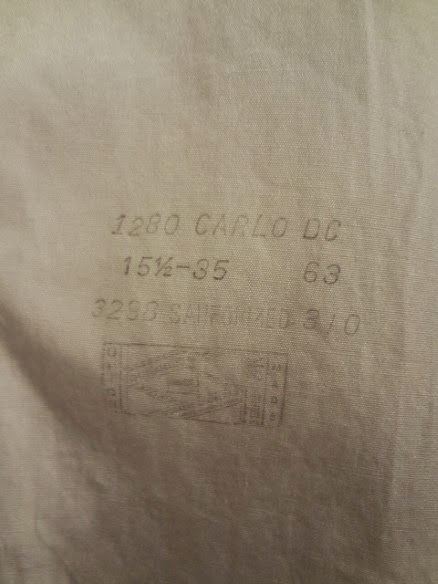 1280 CARLO DC
15½-35 63
3298 SANFORIZED 3/0